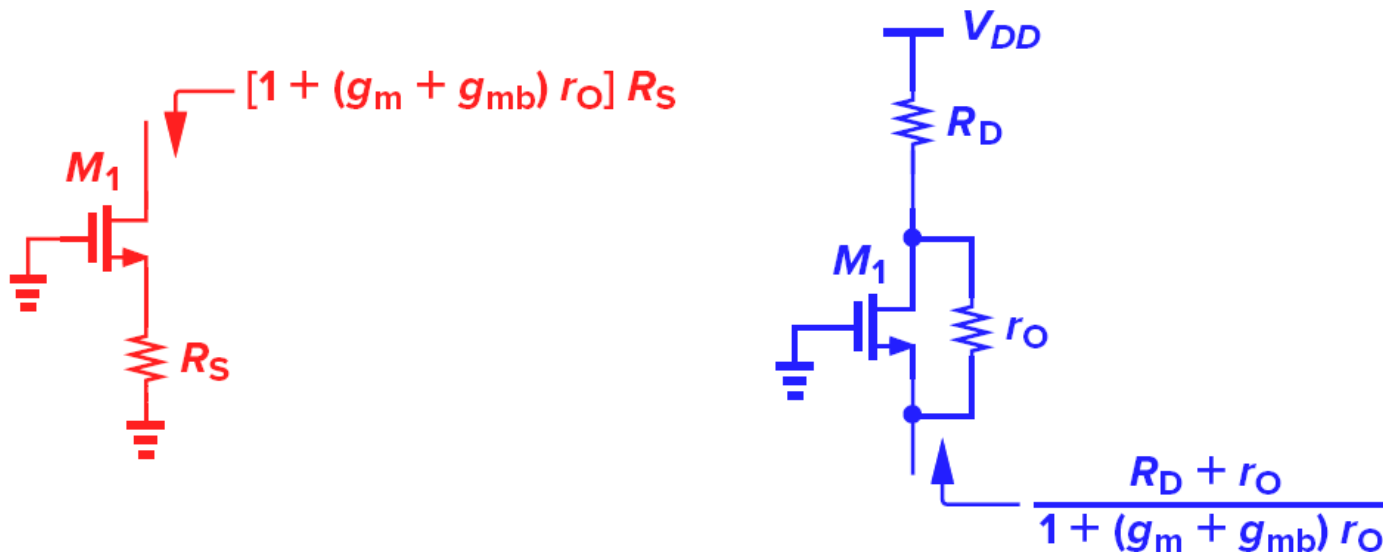 [1 + (gm + gmb) rO] RS
M1
RS
VDD
RD
M1
rO
RD + rO
1 + (gm + gmb) rO